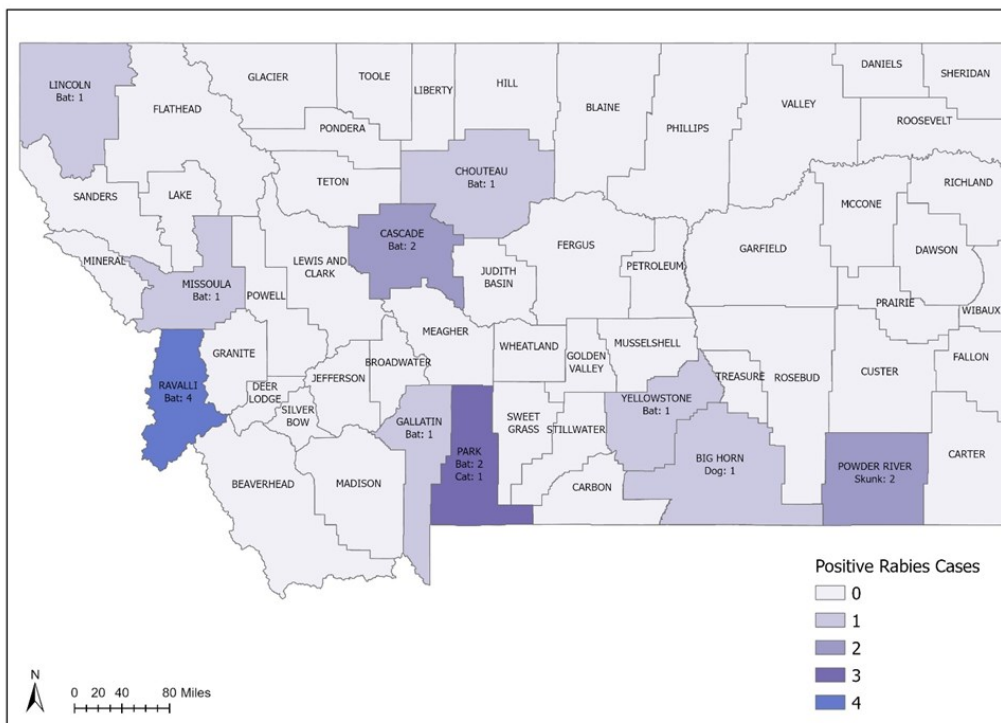 DANIELS
SHERIDAN
GLACIER
TOOLE
LIBERTY
HILL
BLAINE
PHILLIPS
VALLEY
ROOSEVELT
LINCOLN
Bat: 1
FLATHEAD
PONDERA
CHOUTEAU
Bat: 1
RICHLAND
TETON
SANDERS
LAKE
MCCONE
CASCADE
Bat: 2
FERGUS
GARFIELD
DAWSON
MINERAL
LEWIS AND
CLARK
JUDITH
BASIN
PETROLEUM
MISSOULA
Bat: 1
POWELL
PRAIRIE
WIBAUX
MEAGHER
WHEATLAND
GOLDEN
VALLEY
MUSSELSHELL
GRANITE
BROADWATER
FALLON
RAVALLI
Bat: 4
DEER
LODGE
JEFFERSON
TREASURE
ROSEBUD
CUSTER
SILVER
BOW
GALLATIN
Bat: 1
SWEET
GRASS
STILLWATER
YELLOWSTONE
Bat: 1
PARK
Bat: 2
Cat: 1
BIG HORN
Dog: 1
POWDER RIVER
Skunk: 2
CARTER
BEAVERHEAD
MADISON
CARBON
Positive Rabies Cases
0
1
2
3
4
N
0 20 40 80 Miles